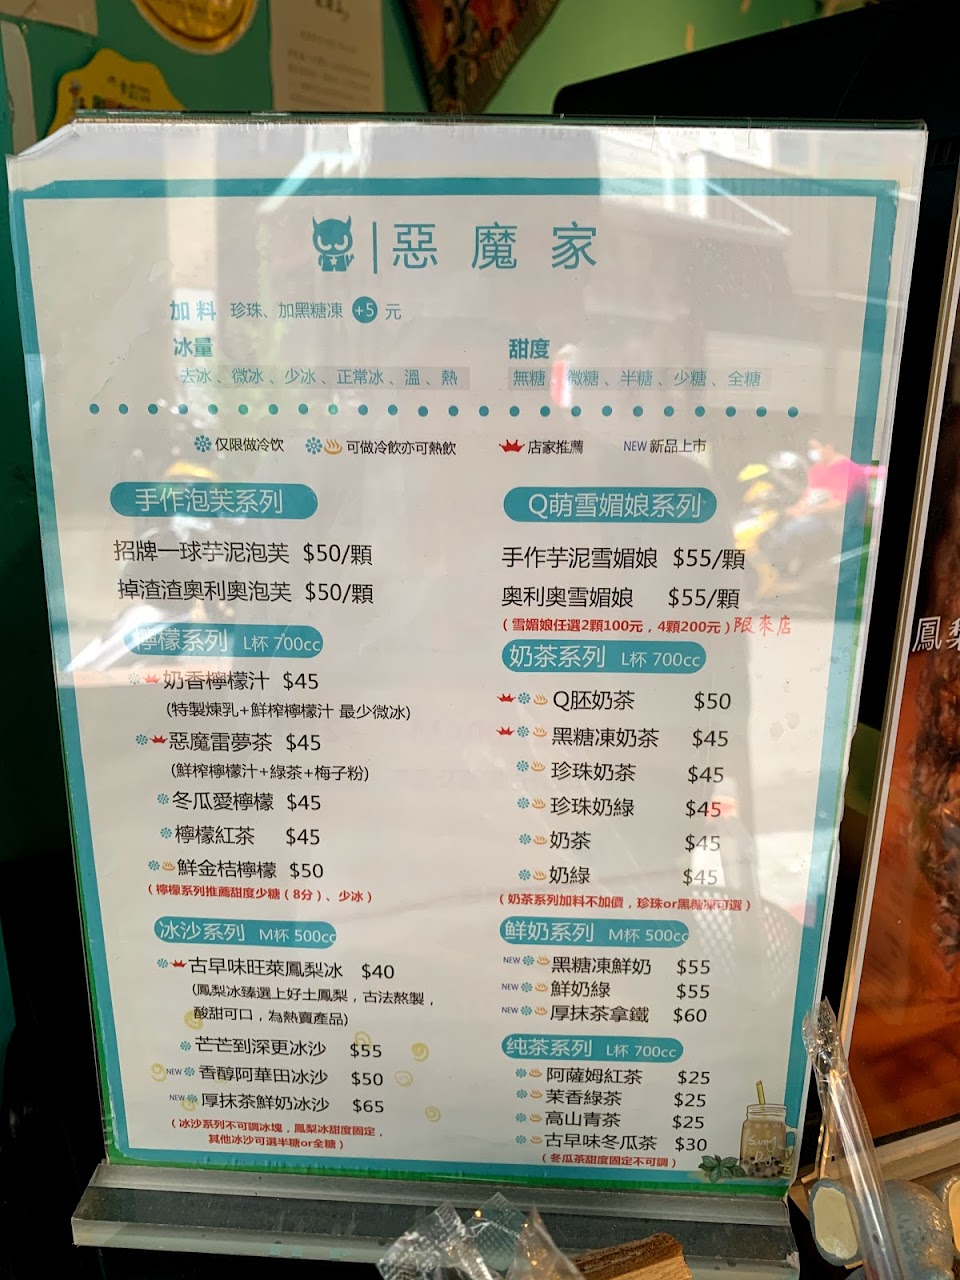 惡魔家
加料 珍珠、加黑糖凍 +5 元
冰量
去冰、微冰、少冰、正常冰、溫、熱
甜度
無糖、微糖、半糖、少糖、全糖
仅限做冷饮 可做冷飲亦可熱飲 店家推薦 NEW 新品上市
手作泡芙系列
招牌一球芋泥泡芙 $50/顆
掉渣渣奧利奧泡芙 $50/顆
檸檬系列 L杯 700cc
奶香檸檬汁 $45
(特製煉乳+鮮榨檸檬汁 最少微冰)
惡魔雷夢茶 $45
(鮮榨檸檬汁+綠茶+梅子粉)
冬瓜愛檸檬 $45
檸檬紅茶 $45
鮮金桔檸檬 $50
(檸檬系列推薦甜度少糖(8分)、少冰)
冰沙系列 M杯 500cc
古早味旺萊鳳梨冰 $40
(鳳梨冰臻選上好土鳳梨，古法熬製，
酸甜可口，為熱賣產品)
芒芒到深更冰沙 $55
NEW 香醇阿華田冰沙 $50
NEW 厚抹茶鮮奶冰沙 $65
(冰沙系列不可調冰塊，鳳梨冰甜度固定，
其他冰沙可選半糖or全糖)
Q萌雪媚娘系列
手作芋泥雪媚娘 $55/顆
奧利奧雪媚娘 $55/顆
(雪媚娘任選2顆100元，4顆200元) 限來店
奶茶系列 L杯 700cc
Q胚奶茶 $50
黑糖凍奶茶 $45
珍珠奶茶 $45
珍珠奶綠 $45
奶茶 $45
奶綠 $45
(奶茶系列加料不加價，珍珠or黑糖凍可選)
鮮奶系列 M杯 500cc
NEW 黑糖凍鮮奶 $55
NEW 鮮奶綠 $55
NEW 厚抹茶拿鐵 $60
纯茶系列 L杯 700cc
阿薩姆紅茶 $25
茉香綠茶 $25
高山青茶 $25
古早味冬瓜茶 $30
(冬瓜茶甜度固定不可調)
鳳梨